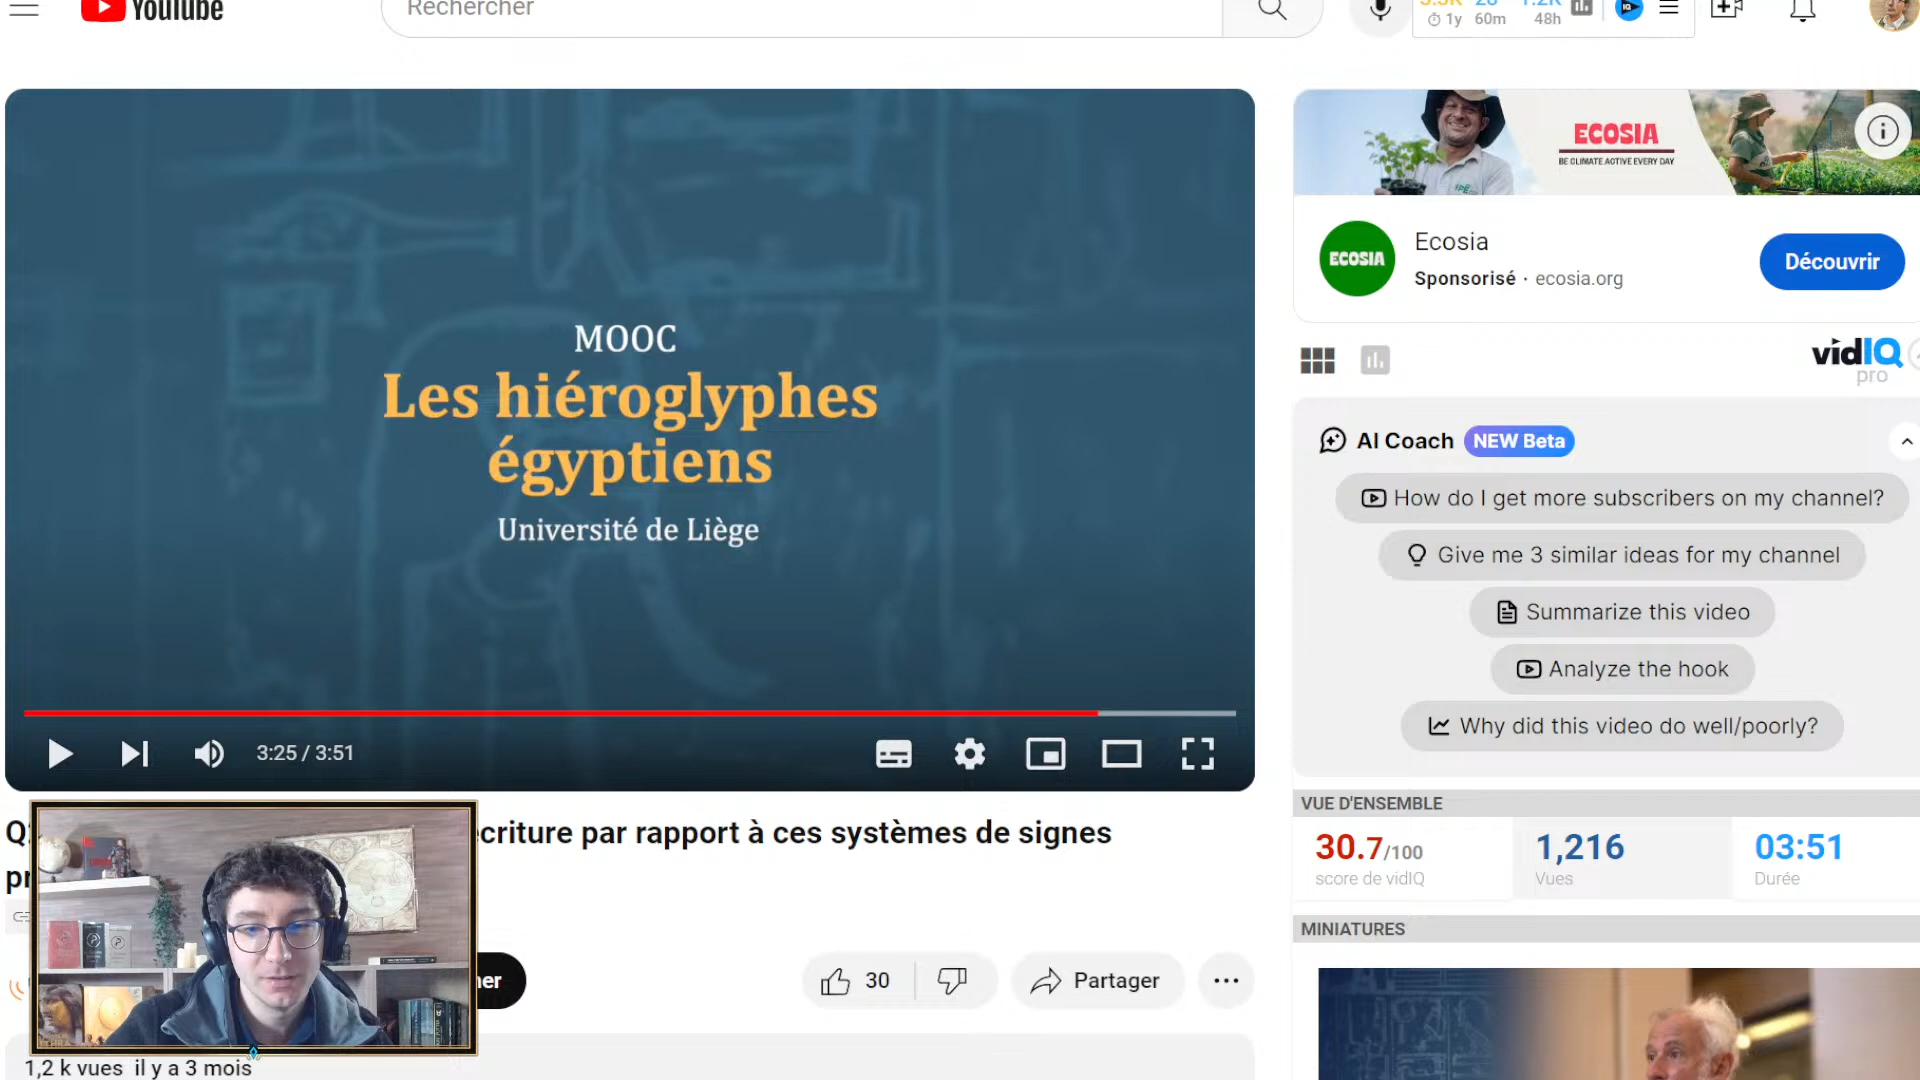 YouTube
Rechercher
1y 60m 48h
MOOC
Les hiéroglyphes
égyptiens
Université de Liège
3:25 / 3:51
criture par rapport à ces systèmes de signes
30
Partager
1,2 k vues il y a 3 mois
ECOSIA
BE CLIMATE ACTIVE EVERY DAY
ECOSIA
Ecosia
Sponsorisé · ecosia.org
Découvrir
vidIQ
pro
AI Coach NEW Beta
How do I get more subscribers on my channel?
Give me 3 similar ideas for my channel
Summarize this video
Analyze the hook
Why did this video do well/poorly?
VUE D'ENSEMBLE
30.7/100 1,216 03:51
score de vidIQ Vues Durée
MINIATURES